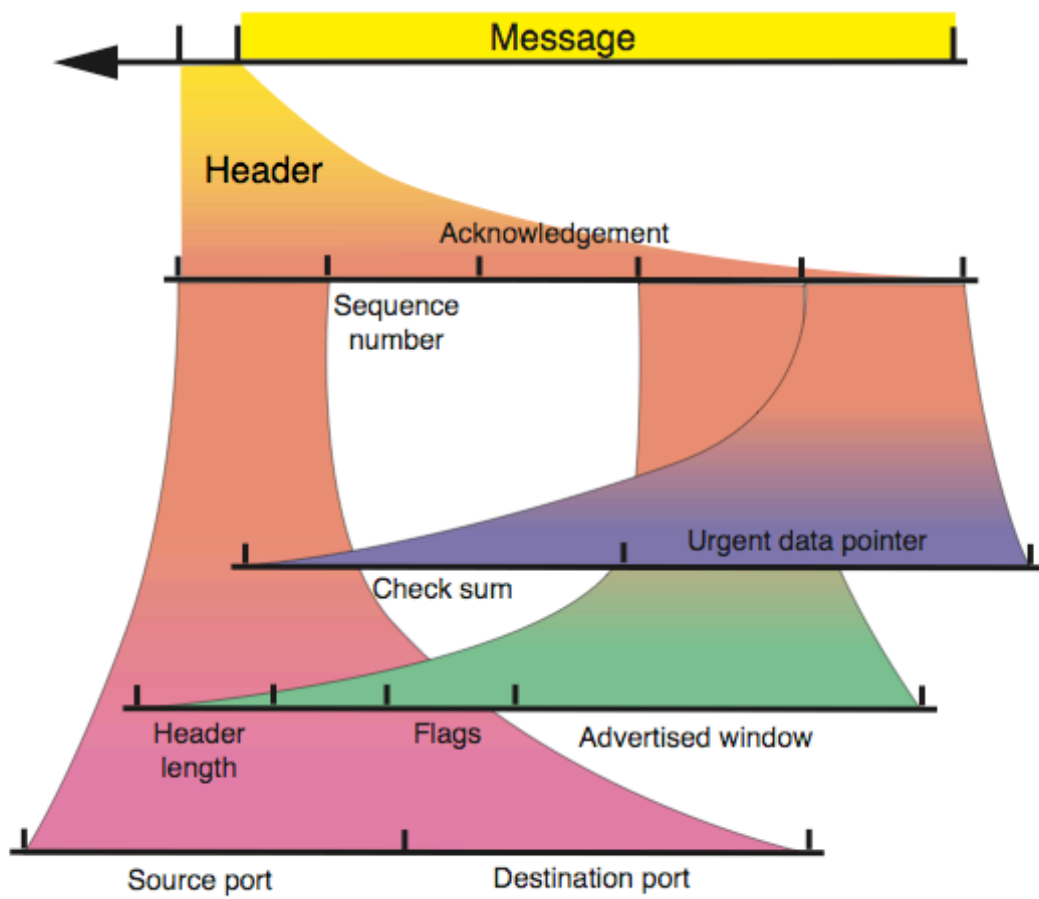 Message
Header
Acknowledgement
Sequence
number
Urgent data pointer
Check sum
Header
length
Flags
Advertised window
Source port
Destination port